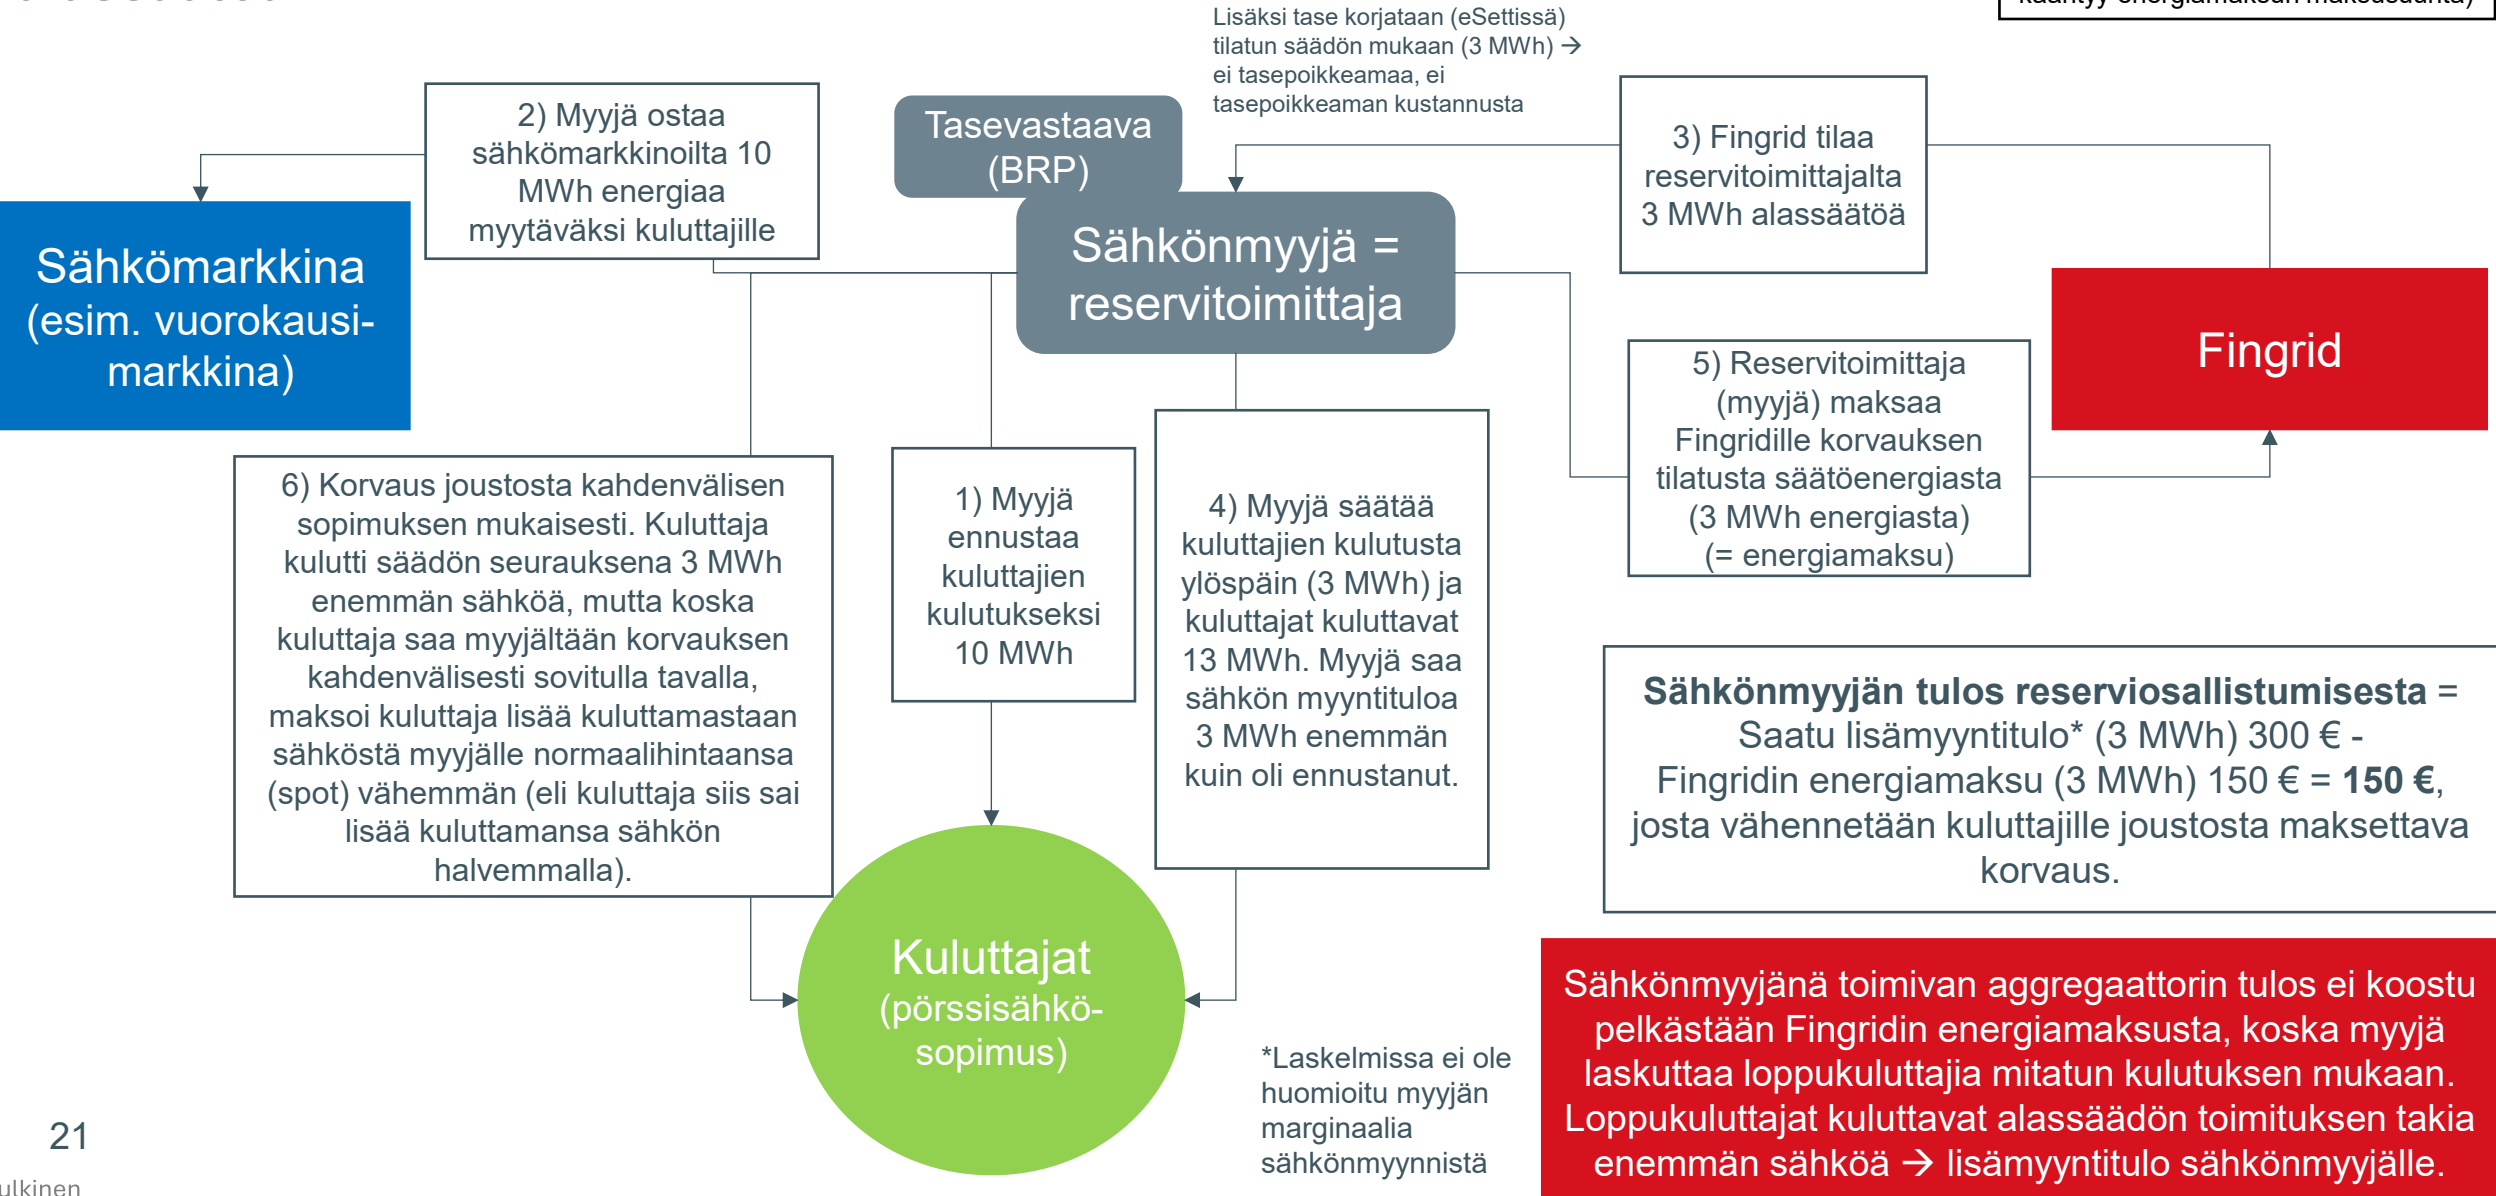 Lisäksi tase korjataan (eSettissä)
tilatun säädön mukaan (3 MWh) →
ei tasepoikkeamaa, ei
tasepoikkeaman kustannusta
kääntyy energiamaksun maksusuunta)
2) Myyjä ostaa
sähkömarkkinoilta 10
MWh energiaa
myytäväksi kuluttajille
Tasevastaava
(BRP)
3) Fingrid tilaa
reservitoimittajalta
3 MWh alassäätöä
Sähkömarkkina
(esim. vuorokausi-
markkina)
Sähkönmyyjä =
reservitoimittaja
Fingrid
5) Reservitoimittaja
(myyjä) maksaa
Fingridille korvauksen
tilatusta säätöenergiasta
(3 MWh energiasta)
(= energiamaksu)
6) Korvaus joustosta kahdenvälisen
sopimuksen mukaisesti. Kuluttaja
kulutti säädön seurauksena 3 MWh
enemmän sähköä, mutta koska
kuluttaja saa myyjältään korvauksen
kahdenvälisesti sovitulla tavalla,
maksoi kuluttaja lisää kuluttamastaan
sähköstä myyjälle normaalihintaansa
(spot) vähemmän (eli kuluttaja siis sai
lisää kuluttamansa sähkön
halvemmalla).
1) Myyjä
ennustaa
kuluttajien
kulutukseksi
10 MWh
4) Myyjä säätää
kuluttajien kulutusta
ylöspäin (3 MWh) ja
kuluttajat kuluttavat
13 MWh. Myyjä saa
sähkön myyntituloa
3 MWh enemmän
kuin oli ennustanut.
Sähkönmyyjän tulos reserviosallistumisesta =
Saatu lisämyyntitulo* (3 MWh) 300 € -
Fingridin energiamaksu (3 MWh) 150 € = 150 €,
josta vähennetään kuluttajille joustosta maksettava
korvaus.
Kuluttajat
(pörssisähkö-
sopimus)
Sähkönmyyjänä toimivan aggregaattorin tulos ei koostu
pelkästään Fingridin energiamaksusta, koska myyjä
laskuttaa loppukuluttajia mitatun kulutuksen mukaan.
Loppukuluttajat kuluttavat alassäädön toimituksen takia
enemmän sähköä → lisämyyntitulo sähkönmyyjälle.
*Laskelmissa ei ole
huomioitu myyjän
marginaalia
sähkönmyynnistä
21
ulkinen